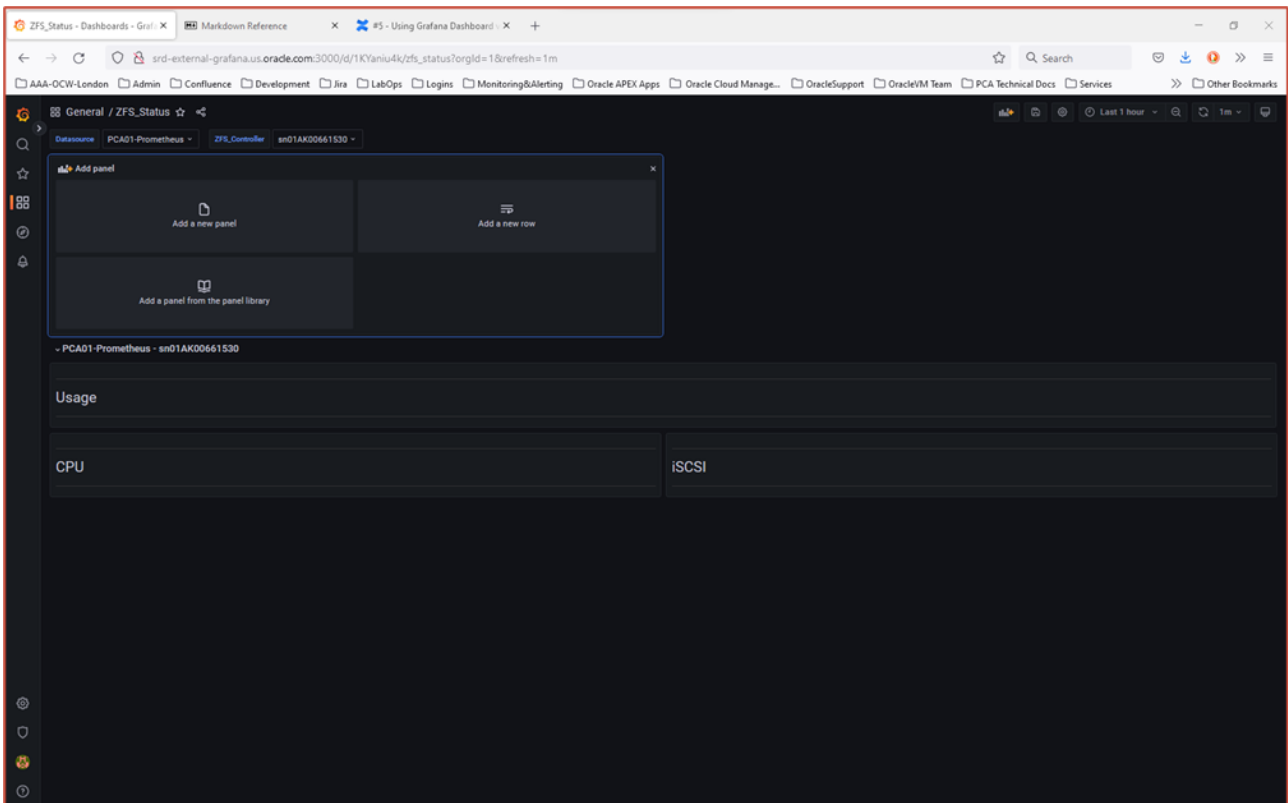 ZFS_Status - Dashboards - Graf
Markdown Reference
#5 - Using Grafana Dashboard v
srd-external-grafana.us.oracle.com:3000/d/1KYaniu4k/zfs_status?orgId=1&refresh=1m
Search
AAA-OCW-London Admin Confluence Development Jira LabOps Logins Monitoring&Alerting Oracle APEX Apps Oracle Cloud Manage... OracleSupport OracleVM Team PCA Technical Docs Services Other Bookmarks
General / ZFS_Status
Last 1 hour
1m
Datasource PCA01-Prometheus ZFS_Controller sn01AK00661530
Add panel
Add a new panel
Add a new row
Add a panel from the panel library
PCA01-Prometheus - sn01AK00661530
Usage
CPU
iSCSI